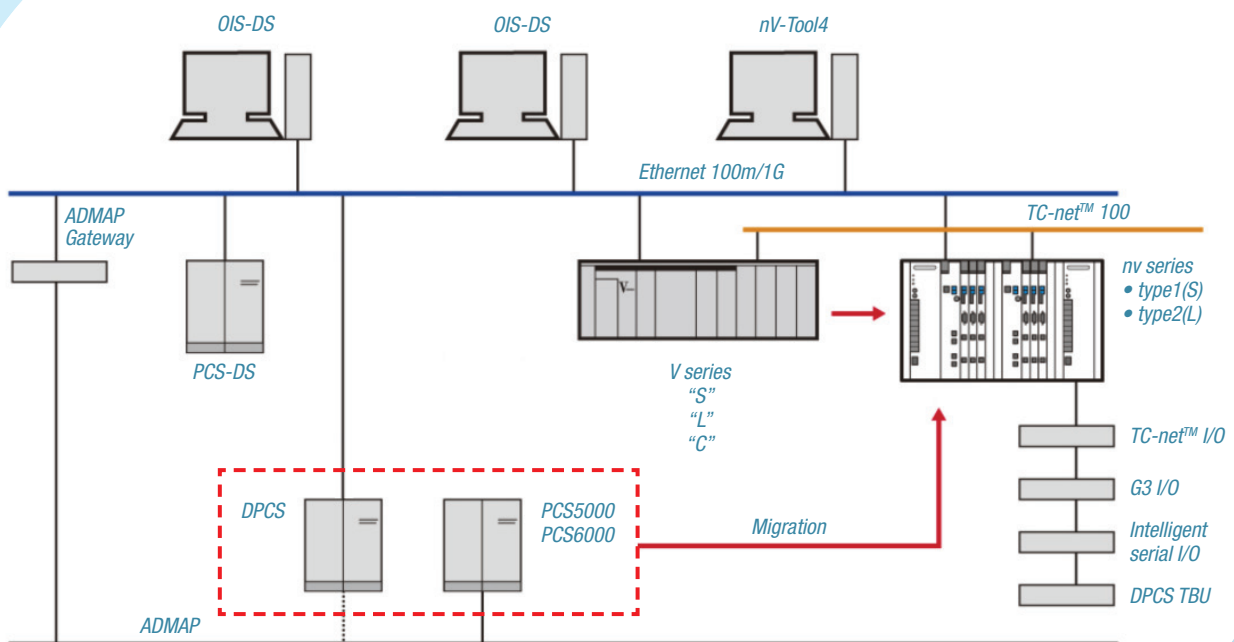 OIS-DS
OIS-DS
nV-Tool4
Ethernet 100m/1G
ADMAP
Gateway
TC-net™ 100
V
nv series
• type1(S)
• type2(L)
PCS-DS
V series
“S”
“L”
“C”
TC-net™ I/O
G3 I/O
DPCS
PCS5000
PCS6000
Migration
Intelligent
serial I/O
DPCS TBU
ADMAP